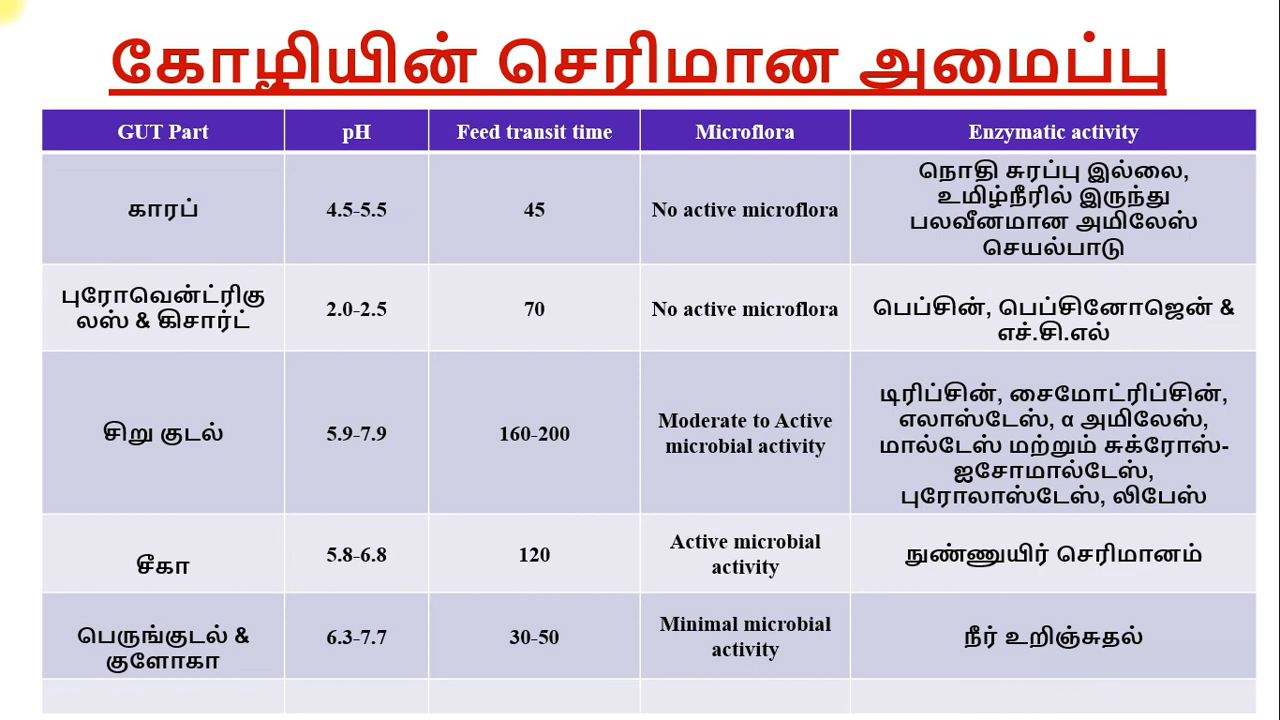 கோழியின் செரிமான அமைப்பு
GUT Part
pH
Feed transit time
Microflora
Enzymatic activity
காரப்
4.5-5.5
45
No active microflora
நொதி சுரப்பு இல்லை,
உமிழ்நீரில் இருந்து
பலவீனமான அமிலேஸ்
செயல்பாடு
புரோவென்ட்ரிகு
லஸ் & கிசார்ட்
2.0-2.5
70
No active microflora
பெப்சின், பெப்சினோஜென் &
எச்.சி.எல்
சிறு குடல்
5.9-7.9
160-200
Moderate to Active
microbial activity
டிரிப்சின், சைமோட்ரிப்சின்,
எலாஸ்டேஸ், α அமிலேஸ்,
மால்டேஸ் மற்றும் சுக்ரோஸ்-
ஐசோமால்டேஸ்,
புரோலாஸ்டேஸ், லிபேஸ்
சீகா
5.8-6.8
120
Active microbial
activity
நுண்ணுயிர் செரிமானம்
பெருங்குடல் &
குளோகா
6.3-7.7
30-50
Minimal microbial
activity
நீர் உறிஞ்சுதல்